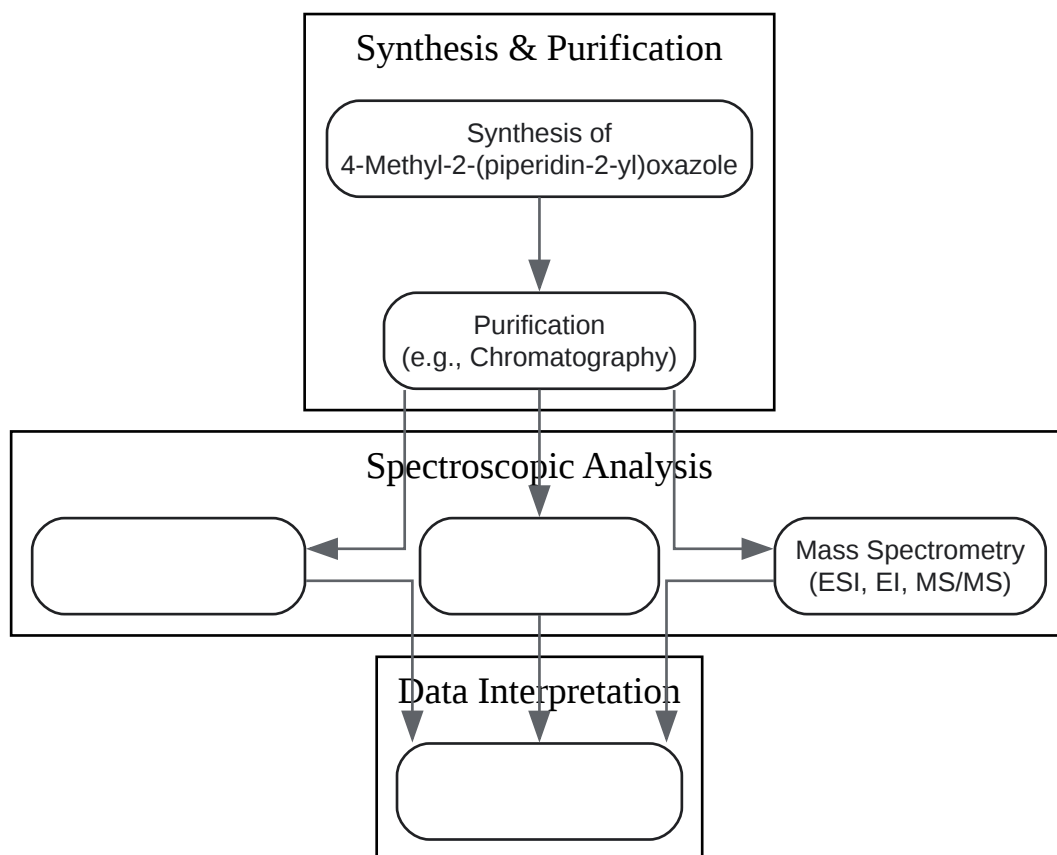 Synthesis & Purification
Synthesis of
4-Methyl-2-(piperidin-2-yl)oxazole
Purification
(e.g., Chromatography)
Spectroscopic Analysis
Mass Spectrometry
(ESI, EI, MS/MS)
Data Interpretation